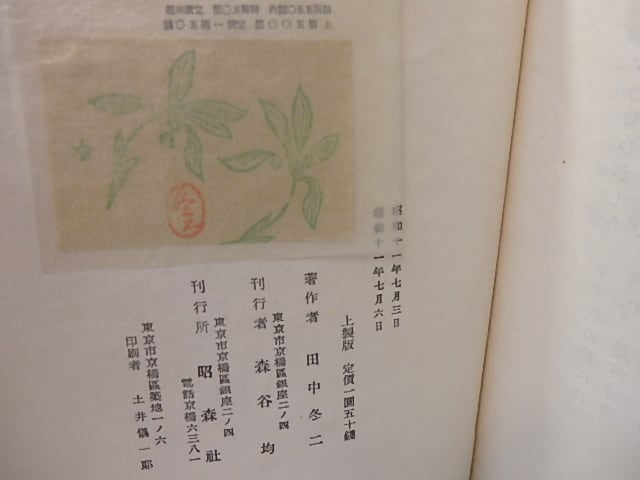 昭和十一年七月三日
昭和十一年七月六日
上製版 定價一圓五十錢
著作者 田中冬二
東京市京橋區銀座二ノ四
刊行者 森谷均
東京市京橋區銀座二ノ四
刊行所 昭森社
電話京橋六三八一
東京市京橋區築地一ノ六
印刷者 土井儀一郎